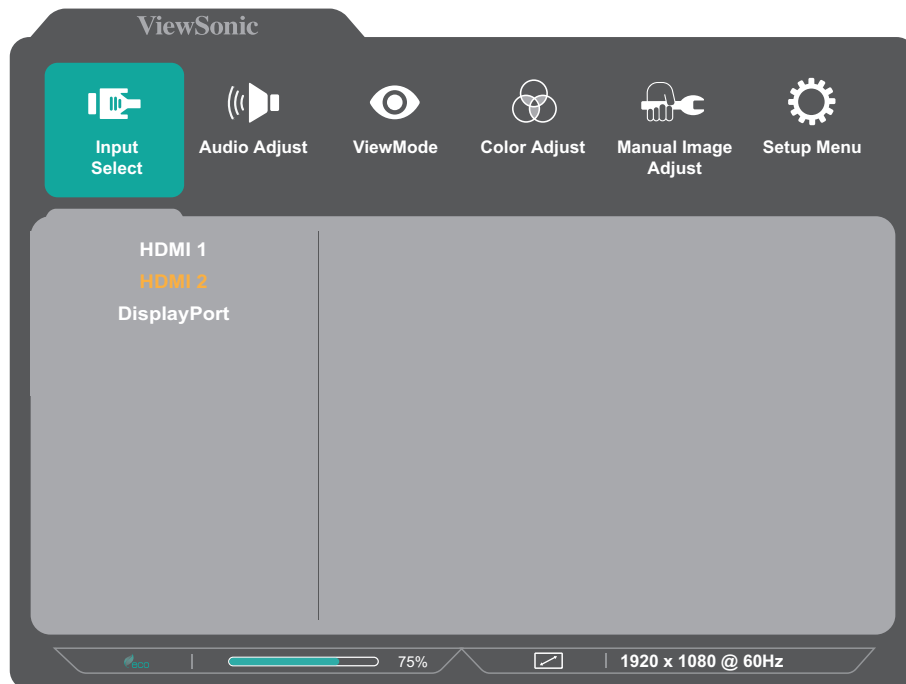 ViewSonic
Input
Select
Audio Adjust
ViewMode
Color Adjust
Manual Image
Adjust
Setup Menu
HDMI 1
HDMI 2
DisplayPort
eco
75%
1920 x 1080 @ 60Hz